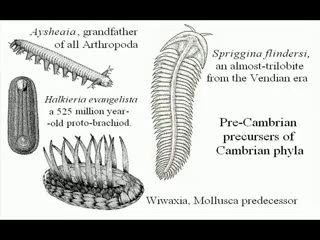 Aysheaia, grandfather
of all Arthropoda
Spriggina flindersi,
an almost-trilobite
from the Vendian era
Halkieria evangelista
a 525 million year-
-old proto-brachiod.
Pre-Cambrian
precursers of
Cambrian phyla
Wiwaxia, Mollusca predecessor